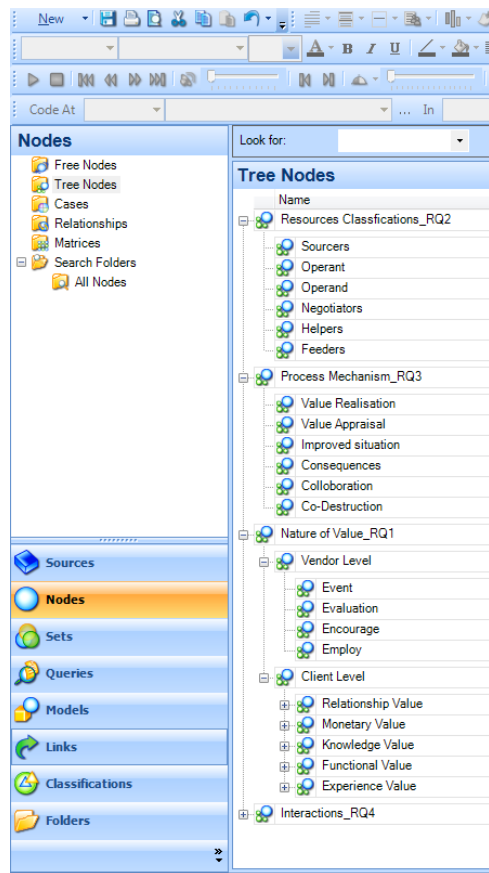 New
A B I U
Code At ... In
Nodes
Free Nodes
Tree Nodes
Cases
Relationships
Matrices
Search Folders
All Nodes
Sources
Nodes
Sets
Queries
Models
Links
Classifications
Folders
Look for:
Tree Nodes
Name
Resources Classfications_RQ2
Sourcers
Operant
Operand
Negotiators
Helpers
Feeders
Process Mechanism_RQ3
Value Realisation
Value Appraisal
Improved situation
Consequences
Colloboration
Co-Destruction
Nature of Value_RQ1
Vendor Level
Event
Evaluation
Encourage
Employ
Client Level
Relationship Value
Monetary Value
Knowledge Value
Functional Value
Experience Value
Interactions_RQ4